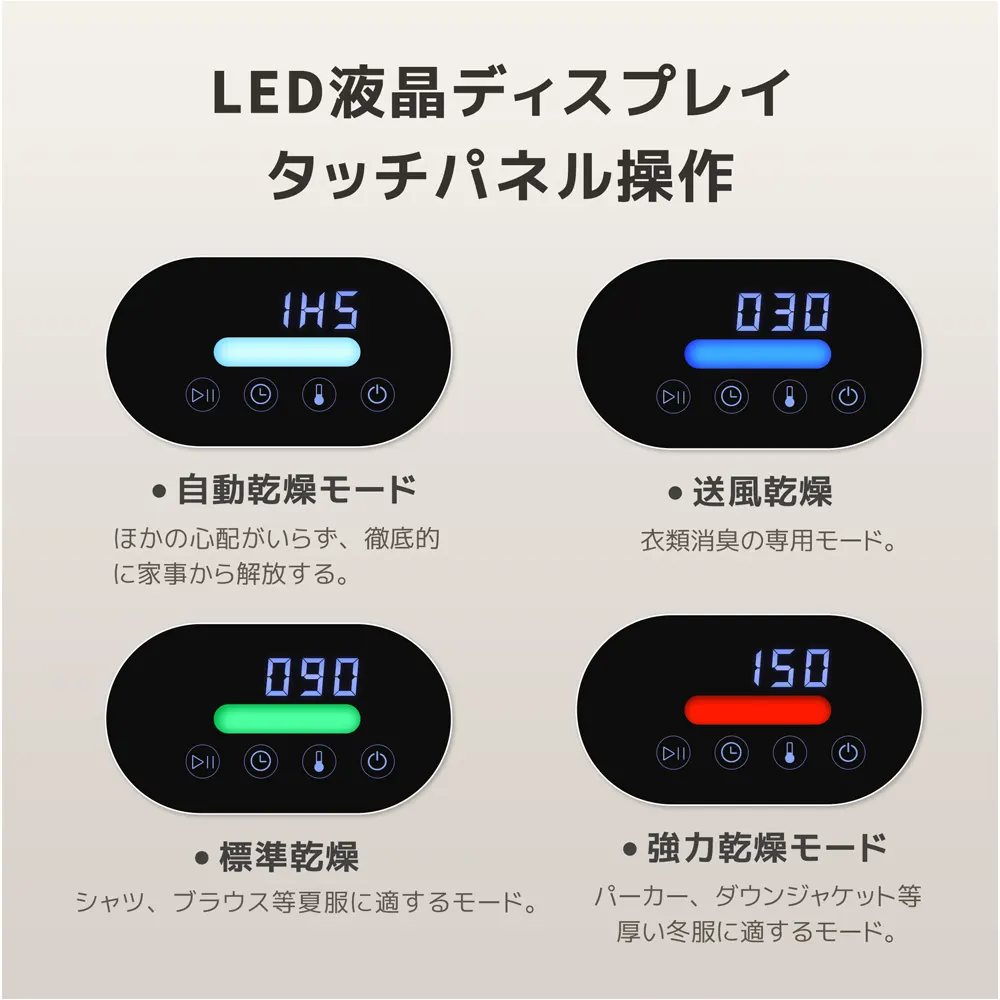 LED液晶ディスプレイ
タッチパネル操作
1H5
030
● 自動乾燥モード
ほかの心配がいらず、徹底的
に家事から解放する。
● 送風乾燥
衣類消臭の専用モード。
090
150
● 標準乾燥
シャツ、ブラウス等夏服に適するモード。
● 強力乾燥モード
パーカー、ダウンジャケット等
厚い冬服に適するモード。